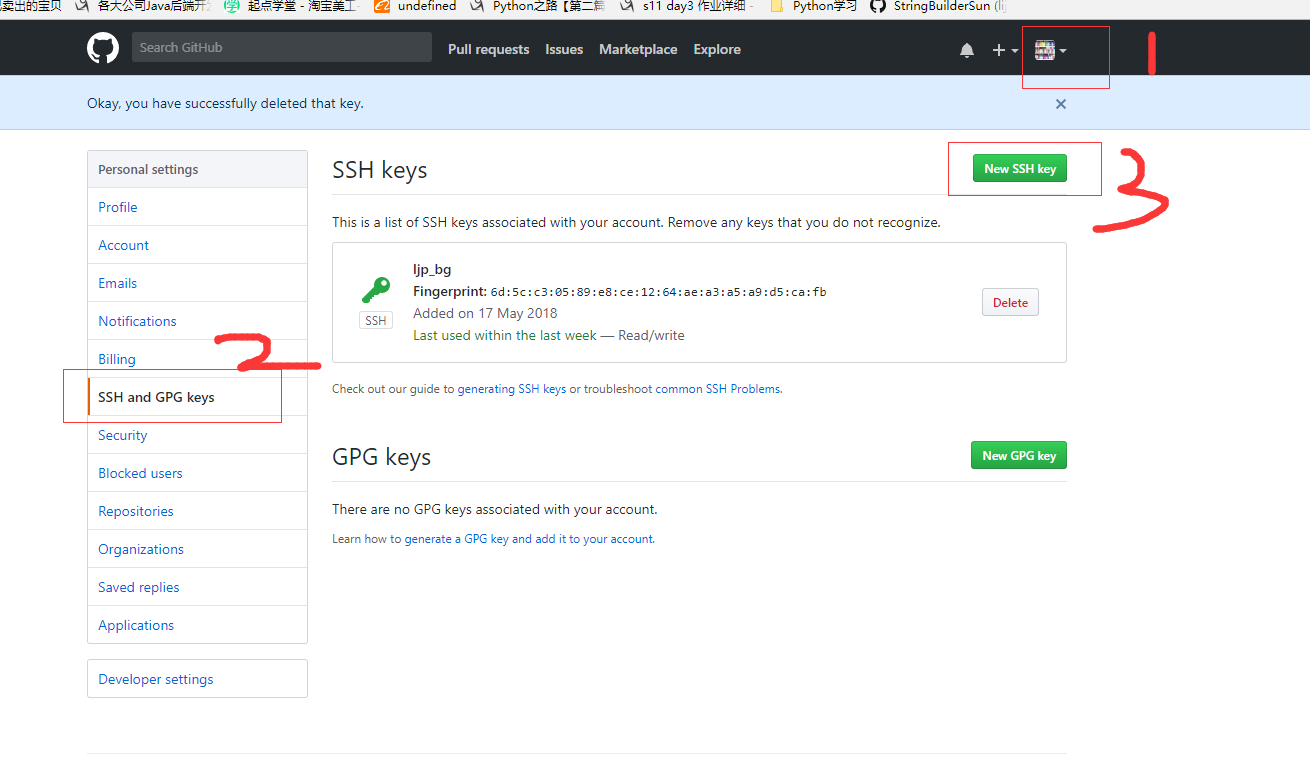 卖出的宝贝 各大公司Java后端开 起点学堂 - 淘宝美工- undefined Python之路【第二篇 s11 day3 作业详细 - Python学习 StringBuilderSun (lj
Search GitHub Pull requests Issues Marketplace Explore 1
Okay, you have successfully deleted that key. ×
Personal settings
Profile
Account
Emails
Notifications
Billing
2
SSH and GPG keys
Security
Blocked users
Repositories
Organizations
Saved replies
Applications
Developer settings
SSH keys New SSH key 3
This is a list of SSH keys associated with your account. Remove any keys that you do not recognize.
ljp_bg
Fingerprint: 6d:5c:c3:05:89:e8:ce:12:64:ae:a3:a5:a9:d5:ca:fb
SSH Added on 17 May 2018 Delete
Last used within the last week — Read/write
Check out our guide to generating SSH keys or troubleshoot common SSH Problems.
GPG keys New GPG key
There are no GPG keys associated with your account.
Learn how to generate a GPG key and add it to your account.